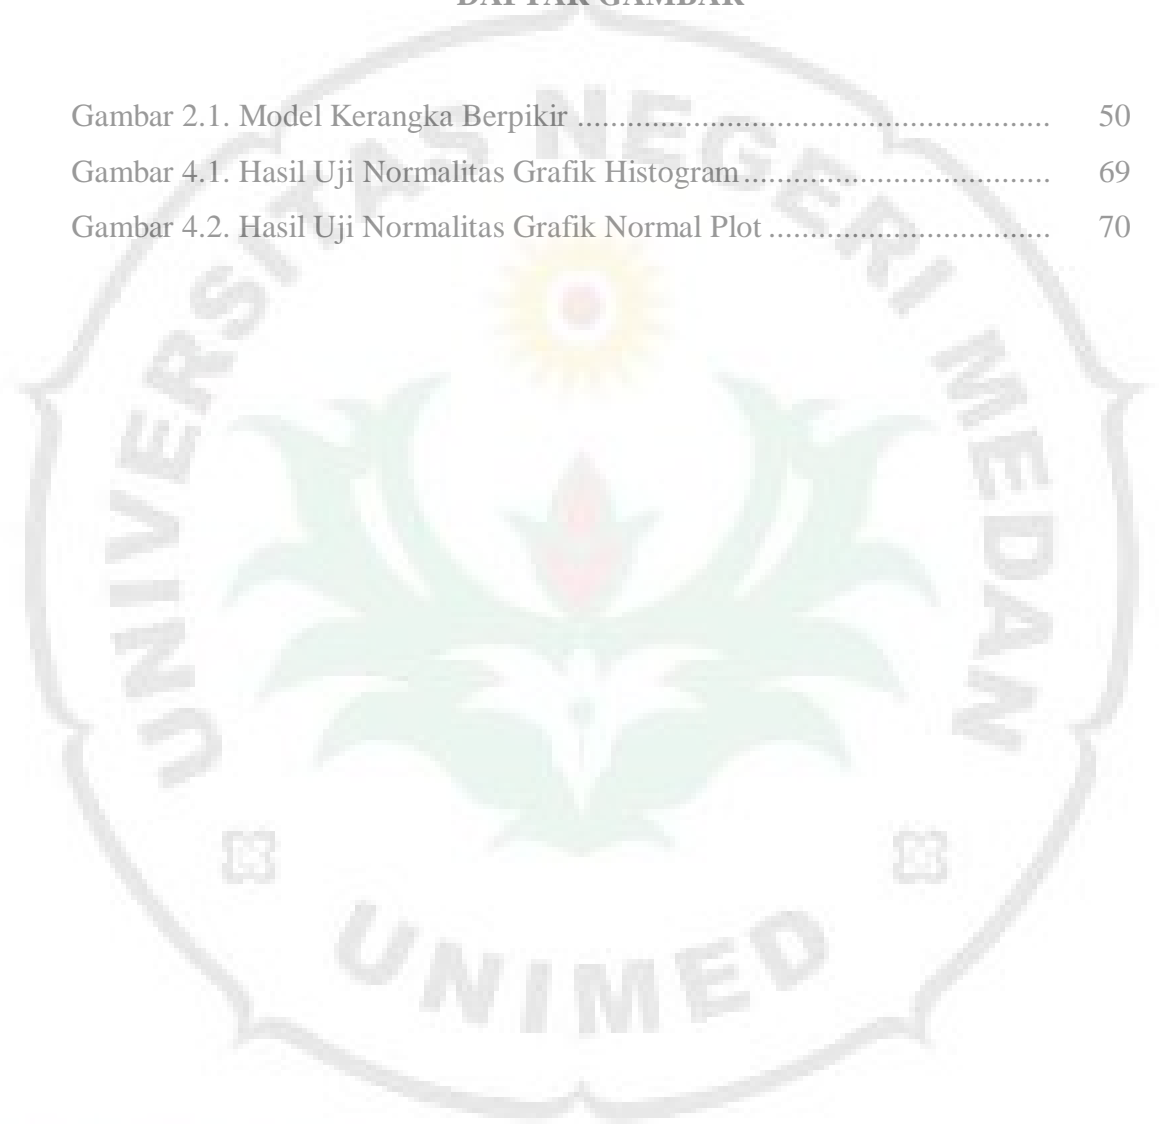 DAFTAR GAMBAR
Gambar 2.1. Model Kerangka Berpikir ......................................................... 50
Gambar 4.1. Hasil Uji Normalitas Grafik Histogram ..................................... 69
Gambar 4.2. Hasil Uji Normalitas Grafik Normal Plot .................................. 70
UNIVERSITAS NEGERI MEDAN
UNIMED